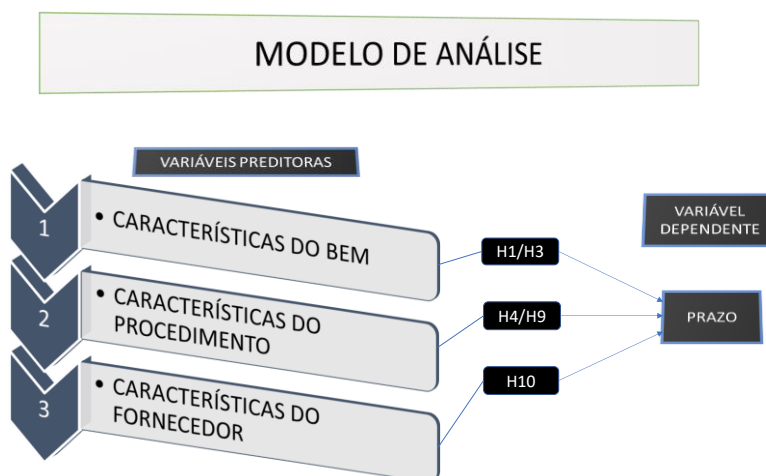 MODELO DE ANÁLISE
VARIÁVEIS PREDITORAS
1
• CARACTERÍSTICAS DO BEM
2
• CARACTERÍSTICAS DO
PROCEDIMENTO
3
• CARACTERÍSTICAS DO
FORNECEDOR
H1/H3
H4/H9
H10
VARIÁVEL
DEPENDENTE
PRAZO